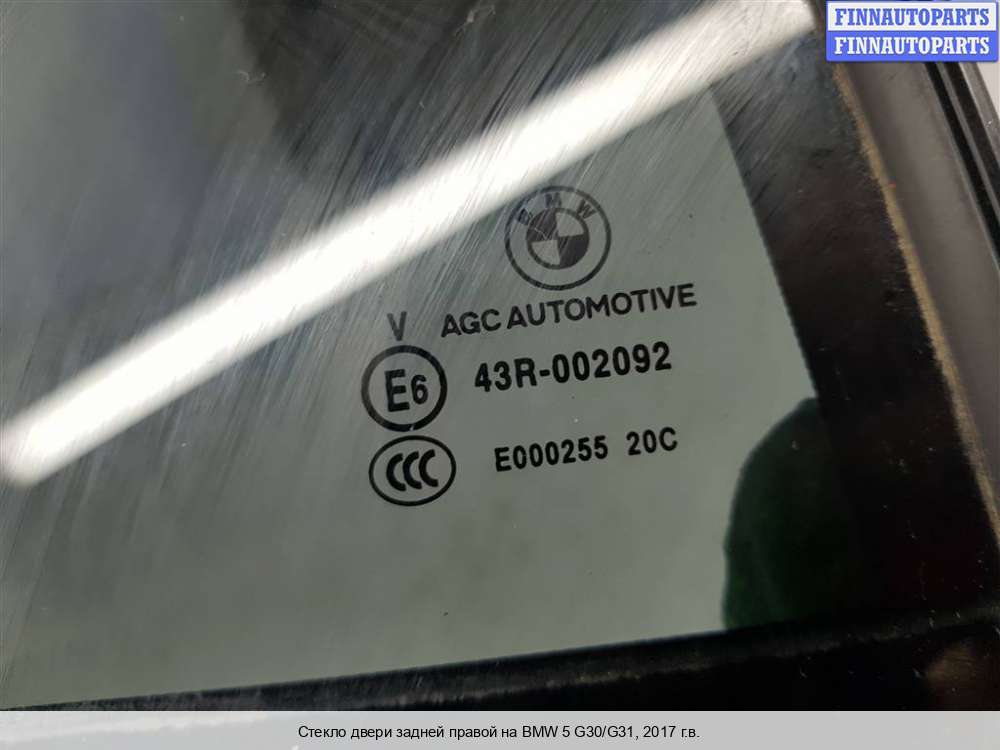 FINNAUTOPARTS
FINNAUTOPARTS
BMW
V AGC AUTOMOTIVE
E6 43R-002092
CCC E000255 20C
Стекло двери задней правой на BMW 5 G30/G31, 2017 г.в.